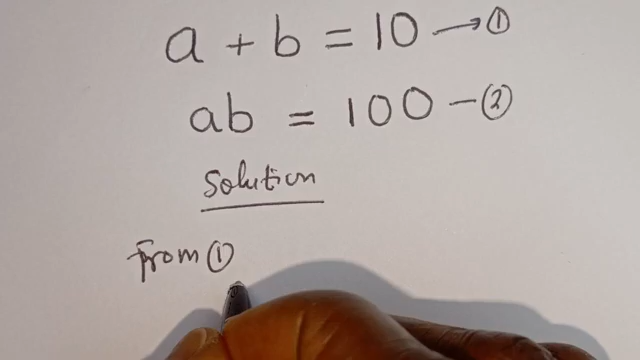 a + b = 10 → ①
ab = 100 - ②
Solution
from ①